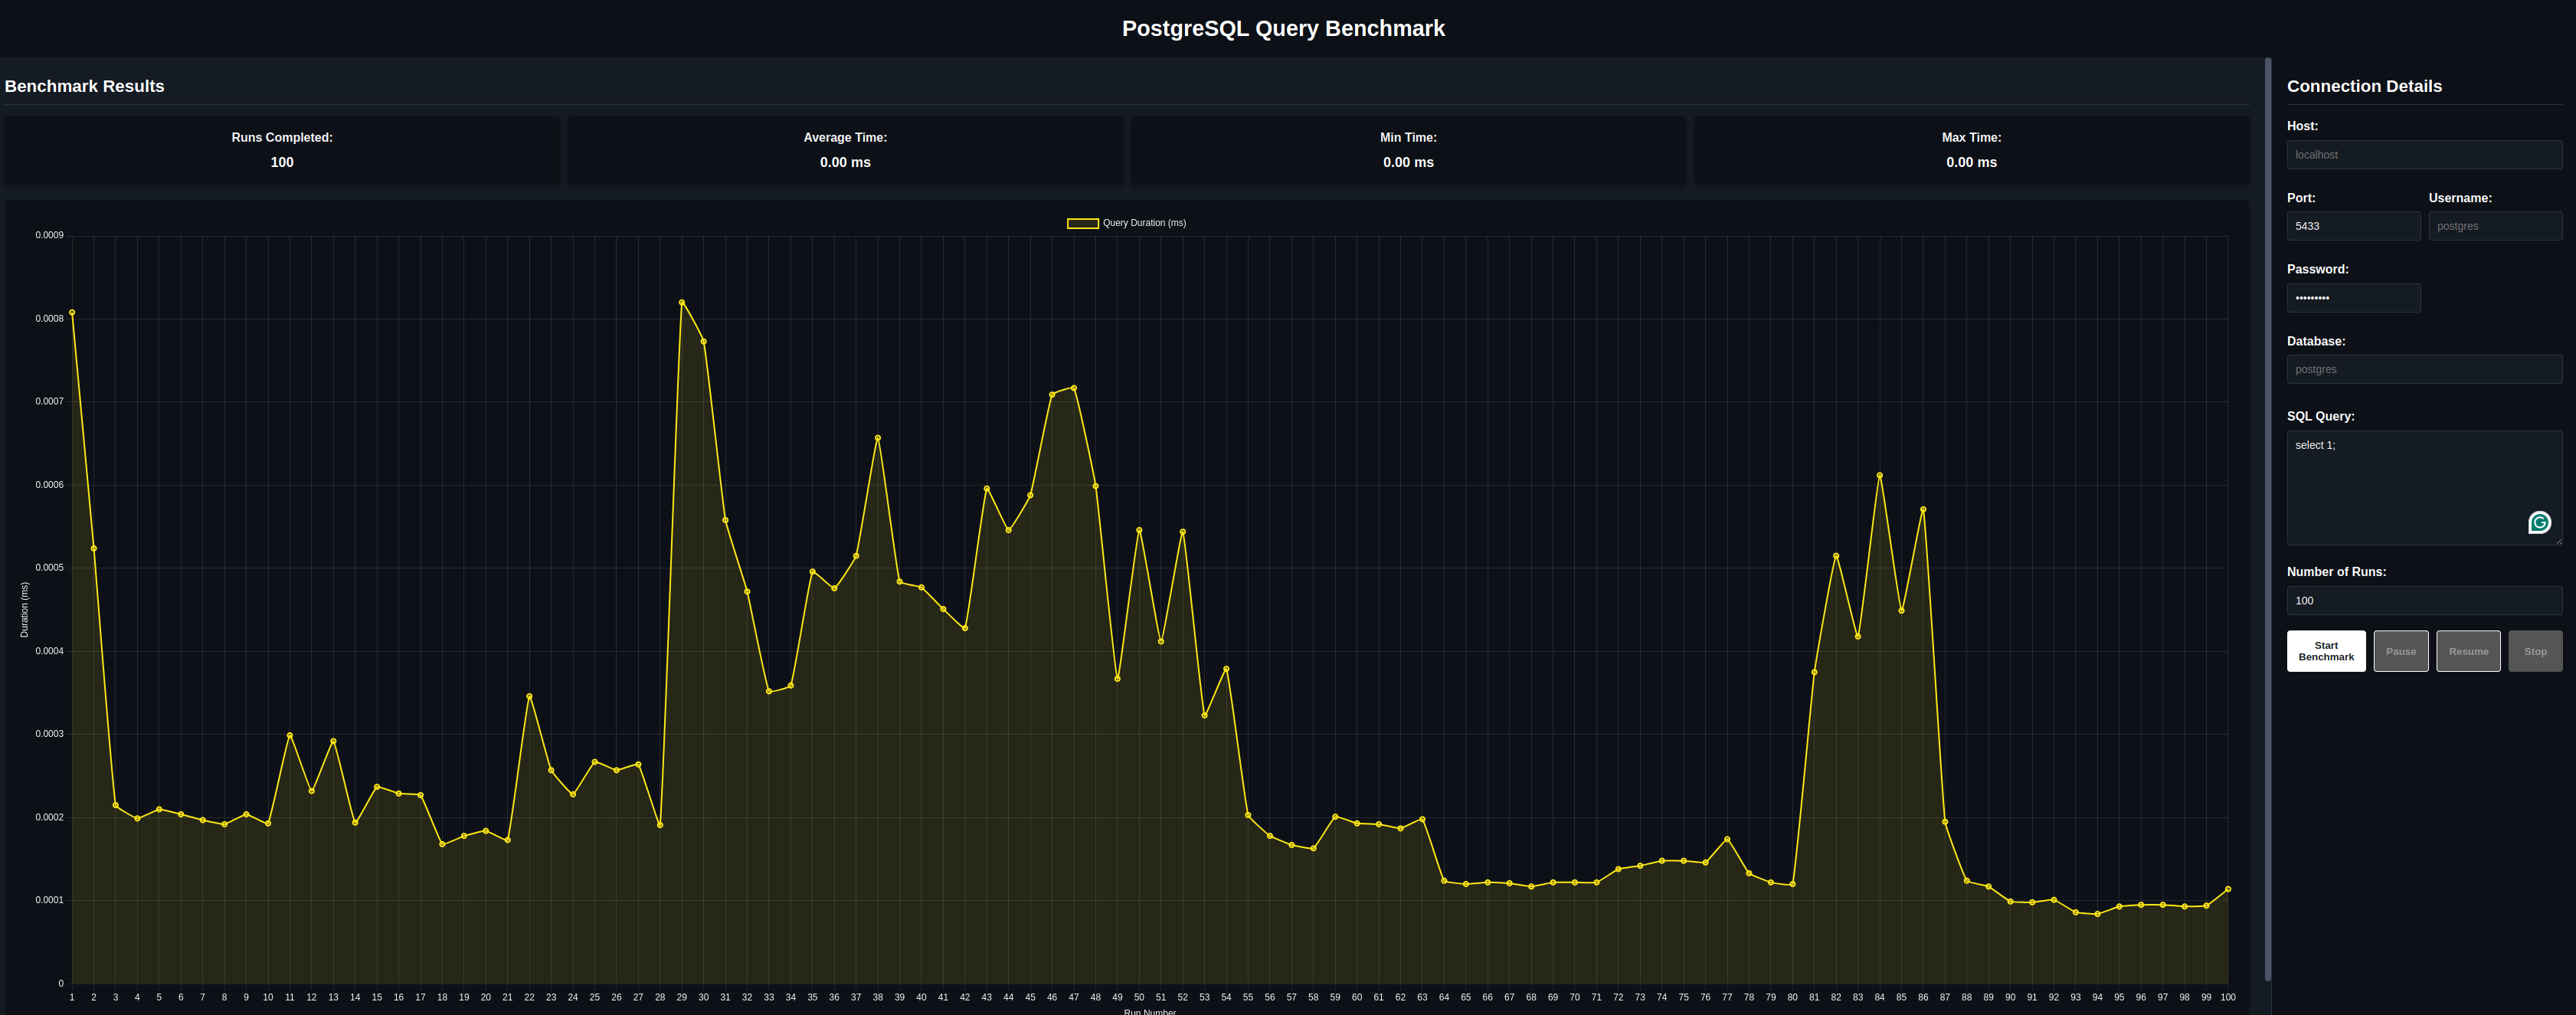 PostgreSQL Query Benchmark
Benchmark Results
Runs Completed:
100
Average Time:
0.00 ms
Min Time:
0.00 ms
Max Time:
0.00 ms
Query Duration (ms)
0.0009
0.0008
0.0007
0.0006
0.0005
0.0004
0.0003
0.0002
0.0001
0
Duration (ms)
1 2 3 4 5 6 7 8 9 10 11 12 13 14 15 16 17 18 19 20 21 22 23 24 25 26 27 28 29 30 31 32 33 34 35 36 37 38 39 40 41 42 43 44 45 46 47 48 49 50 51 52 53 54 55 56 57 58 59 60 61 62 63 64 65 66 67 68 69 70 71 72 73 74 75 76 77 78 79 80 81 82 83 84 85 86 87 88 89 90 91 92 93 94 95 96 97 98 99 100
Run Number
Connection Details
Host:
localhost
Port: Username:
5433 postgres
Password:
•••••••••
Database:
postgres
SQL Query:
select 1;
Number of Runs:
100
Start
Benchmark
Pause
Resume
Stop